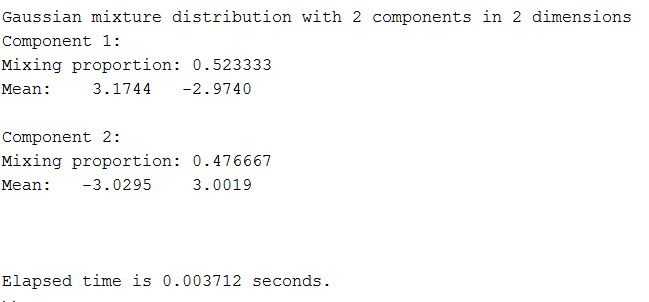 Gaussian mixture distribution with 2 components in 2 dimensions
Component 1:
Mixing proportion: 0.523333
Mean:    3.1744   -2.9740
Component 2:
Mixing proportion: 0.476667
Mean:   -3.0295    3.0019
Elapsed time is 0.003712 seconds.